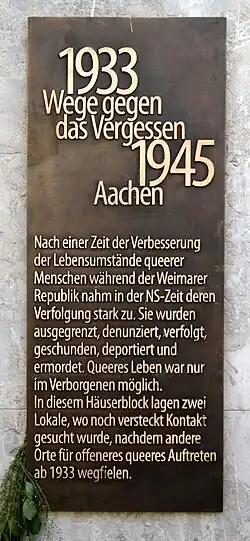 1933
Wege gegen
das Vergessen
1945
Aachen
Nach einer Zeit der Verbesserung
der Lebensumstände queerer
Menschen während der Weimarer
Republik nahm in der NS-Zeit deren
Verfolgung stark zu. Sie wurden
ausgegrenzt, denunziert, verfolgt,
geschunden, deportiert und
ermordet. Queeres Leben war nur
im Verborgenen möglich.
In diesem Häuserblock lagen zwei
Lokale, wo noch versteckt Kontakt
gesucht wurde, nachdem andere
Orte für offeneres queeres Auftreten
ab 1933 wegfielen.